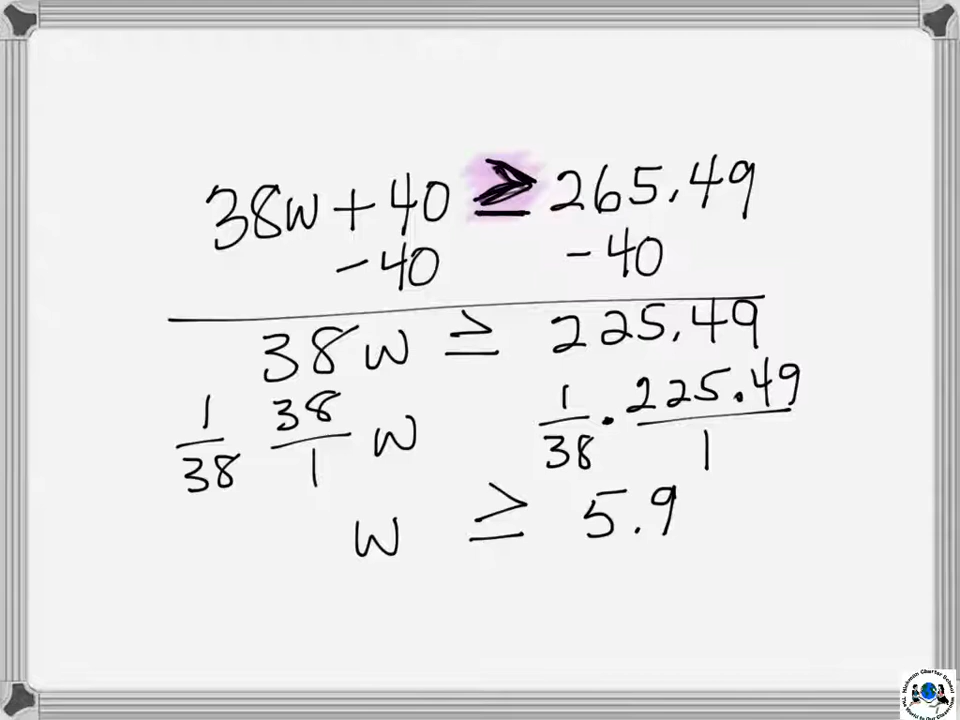 38w + 40 ≥ 265.49
-40 -40
38w ≥ 225.49
1/38 38/1 w 1/38 · 225.49/1
w ≥ 5.9